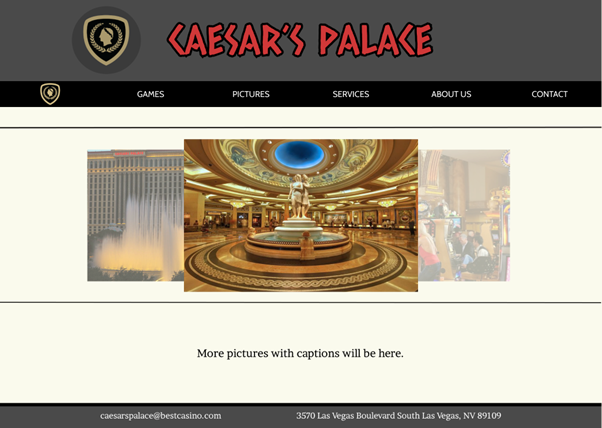 CAESAR'S PALACE
GAMES PICTURES SERVICES ABOUT US CONTACT
More pictures with captions will be here.
caesarspalace@bestcasino.com 3570 Las Vegas Boulevard South Las Vegas, NV 89109